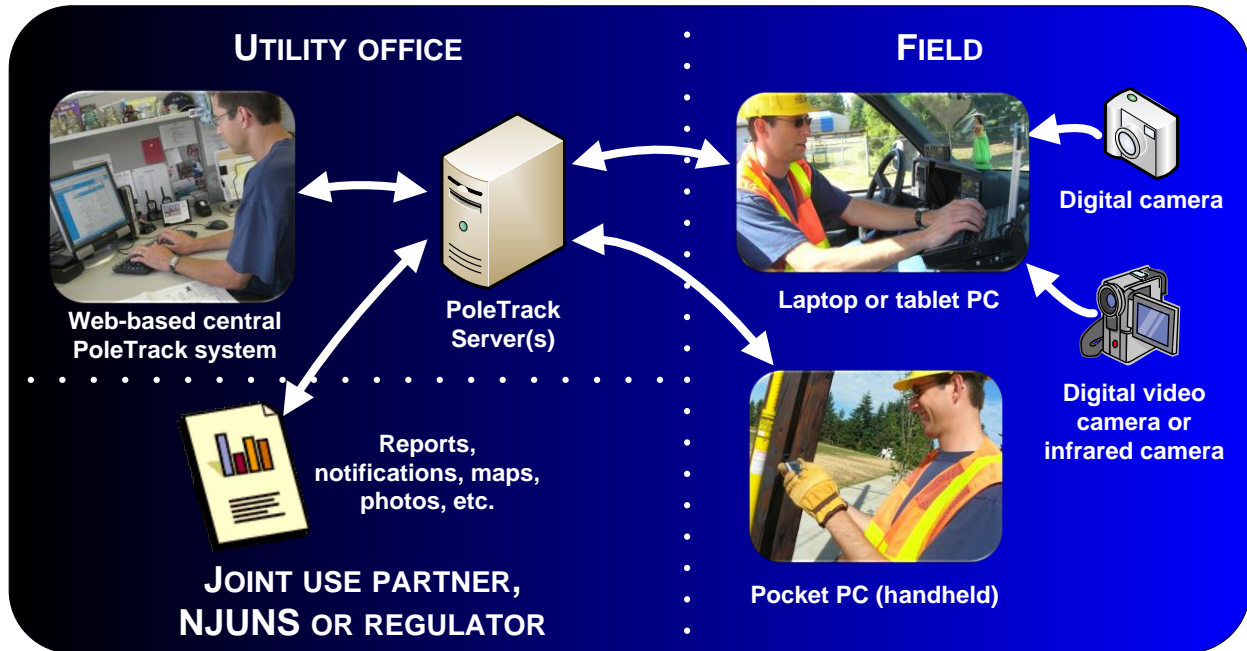 UTILITY OFFICE
FIELD
Web-based central
PoleTrack system
PoleTrack
Server(s)
Laptop or tablet PC
Digital camera
Digital video
camera or
infrared camera
Reports,
notifications, maps,
photos, etc.
Pocket PC (handheld)
JOINT USE PARTNER,
NJUNS OR REGULATOR